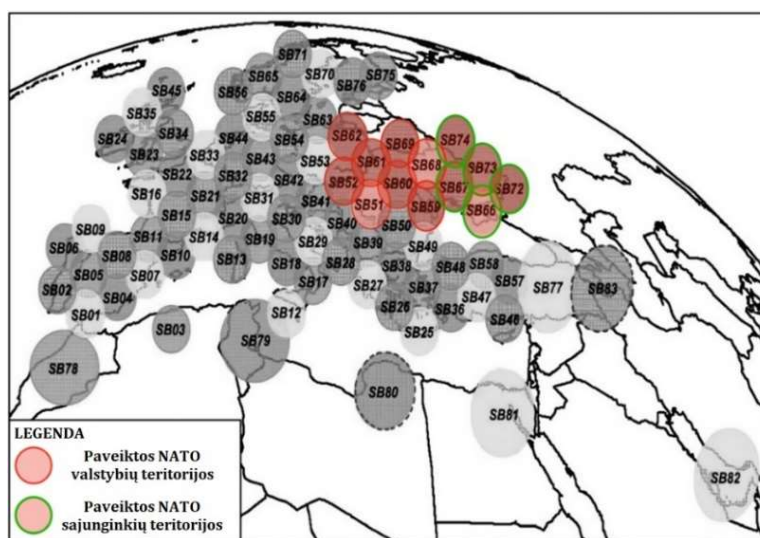 SB71
SB65 SB70 SB75
SB45 SB56 SB64 SB76
SB35 SB55 SB63
SB24 SB34 SB44 SB54 SB62 SB69 SB74
SB23 SB33 SB43 SB53 SB61 SB68 SB73
SB22 SB32 SB42 SB52 SB60 SB67 SB72
SB16 SB21 SB31 SB41 SB51 SB59 SB66
SB09 SB15 SB20 SB30 SB40 SB50
SB06 SB08 SB11 SB14 SB19 SB29 SB39 SB49
SB05 SB07 SB10 SB13 SB18 SB28 SB38 SB48 SB58
SB02 SB04 SB17 SB27 SB37 SB47 SB57 SB77 SB83
SB01 SB03 SB12 SB26 SB36 SB46
SB79 SB25
SB78 SB80 SB81
SB82
LEGENDA
Paveiktos NATO
valstybių teritorijos
Paveiktos NATO
sajunginkių teritorijos